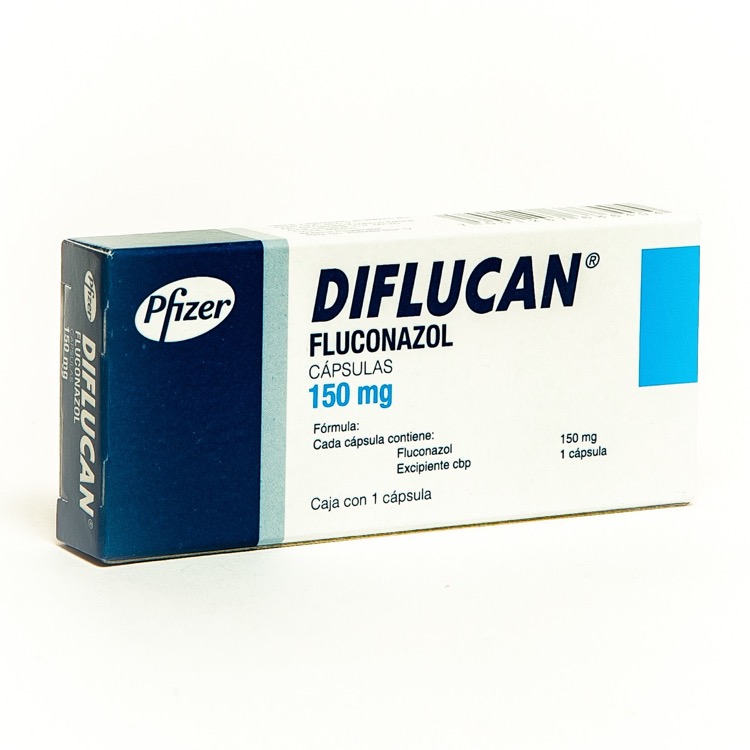 Pfizer
DIFLUCAN®
FLUCONAZOL
CÁPSULAS
150 mg
Fórmula:
Cada cápsula contiene:
Fluconazol 150 mg
Excipiente cbp 1 cápsula
Caja con 1 cápsula
Pfizer
DIFLUCAN®
FLUCONAZOL
CÁPSULAS
150 mg